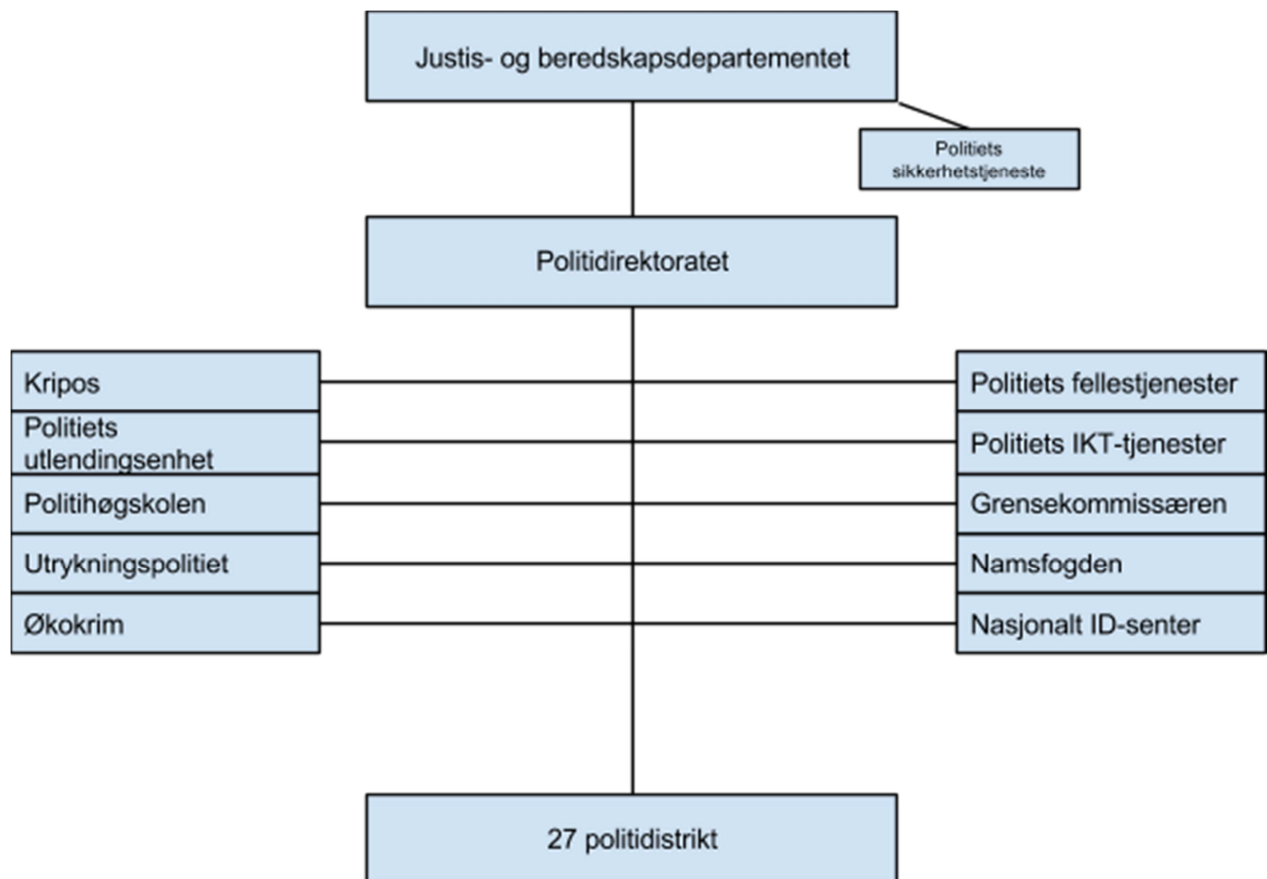 Justis- og beredskapsdepartementet
Politiets
sikkerhetstjeneste
Politidirektoratet
Kripos
Politiets
utlendingsenhet
Politihøgskolen
Utrykningspolitiet
Økokrim
Politiets fellestjenester
Politiets IKT-tjenester
Grensekommissæren
Namsfogden
Nasjonalt ID-senter
27 politidistrikt